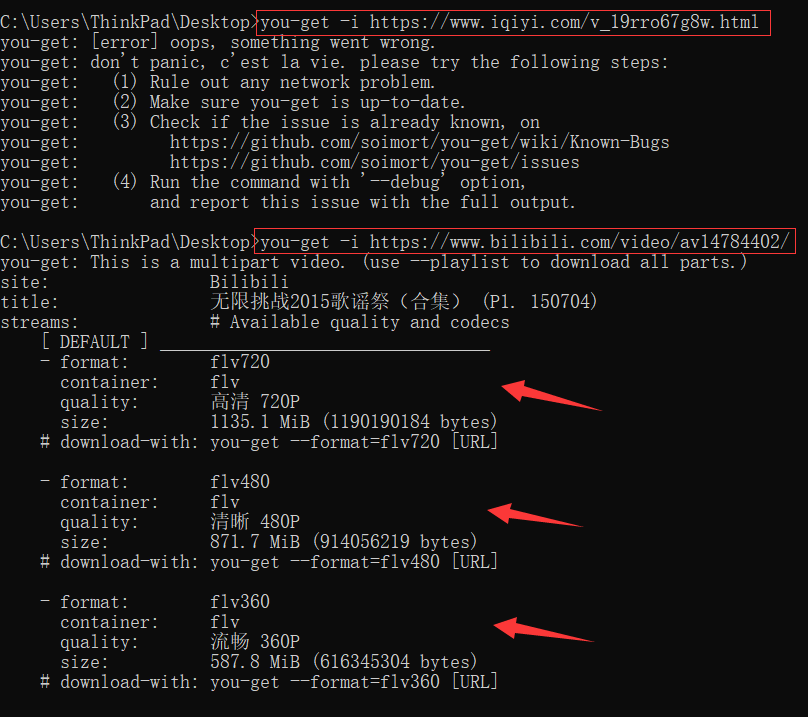 C:\Users\ThinkPad\Desktop>you-get -i https://www.iqiyi.com/v_19rro67g8w.html
you-get: [error] oops, something went wrong.
you-get: don't panic, c'est la vie. please try the following steps:
you-get:   (1) Rule out any network problem.
you-get:   (2) Make sure you-get is up-to-date.
you-get:   (3) Check if the issue is already known, on
you-get:         https://github.com/soimort/you-get/wiki/Known-Bugs
you-get:         https://github.com/soimort/you-get/issues
you-get:   (4) Run the command with '--debug' option,
you-get:       and report this issue with the full output.
C:\Users\ThinkPad\Desktop>you-get -i https://www.bilibili.com/video/av14784402/
you-get: This is a multipart video. (use --playlist to download all parts.)
site:                Bilibili
title:               无限挑战2015歌谣祭（合集） (P1. 150704)
streams:             # Available quality and codecs
    [ DEFAULT ] _________________________________
    - format:        flv720
      container:     flv
      quality:       高清 720P
      size:          1135.1 MiB (1190190184 bytes)
    # download-with: you-get --format=flv720 [URL]
    - format:        flv480
      container:     flv
      quality:       清晰 480P
      size:          871.7 MiB (914056219 bytes)
    # download-with: you-get --format=flv480 [URL]
    - format:        flv360
      container:     flv
      quality:       流畅 360P
      size:          587.8 MiB (616345304 bytes)
    # download-with: you-get --format=flv360 [URL]